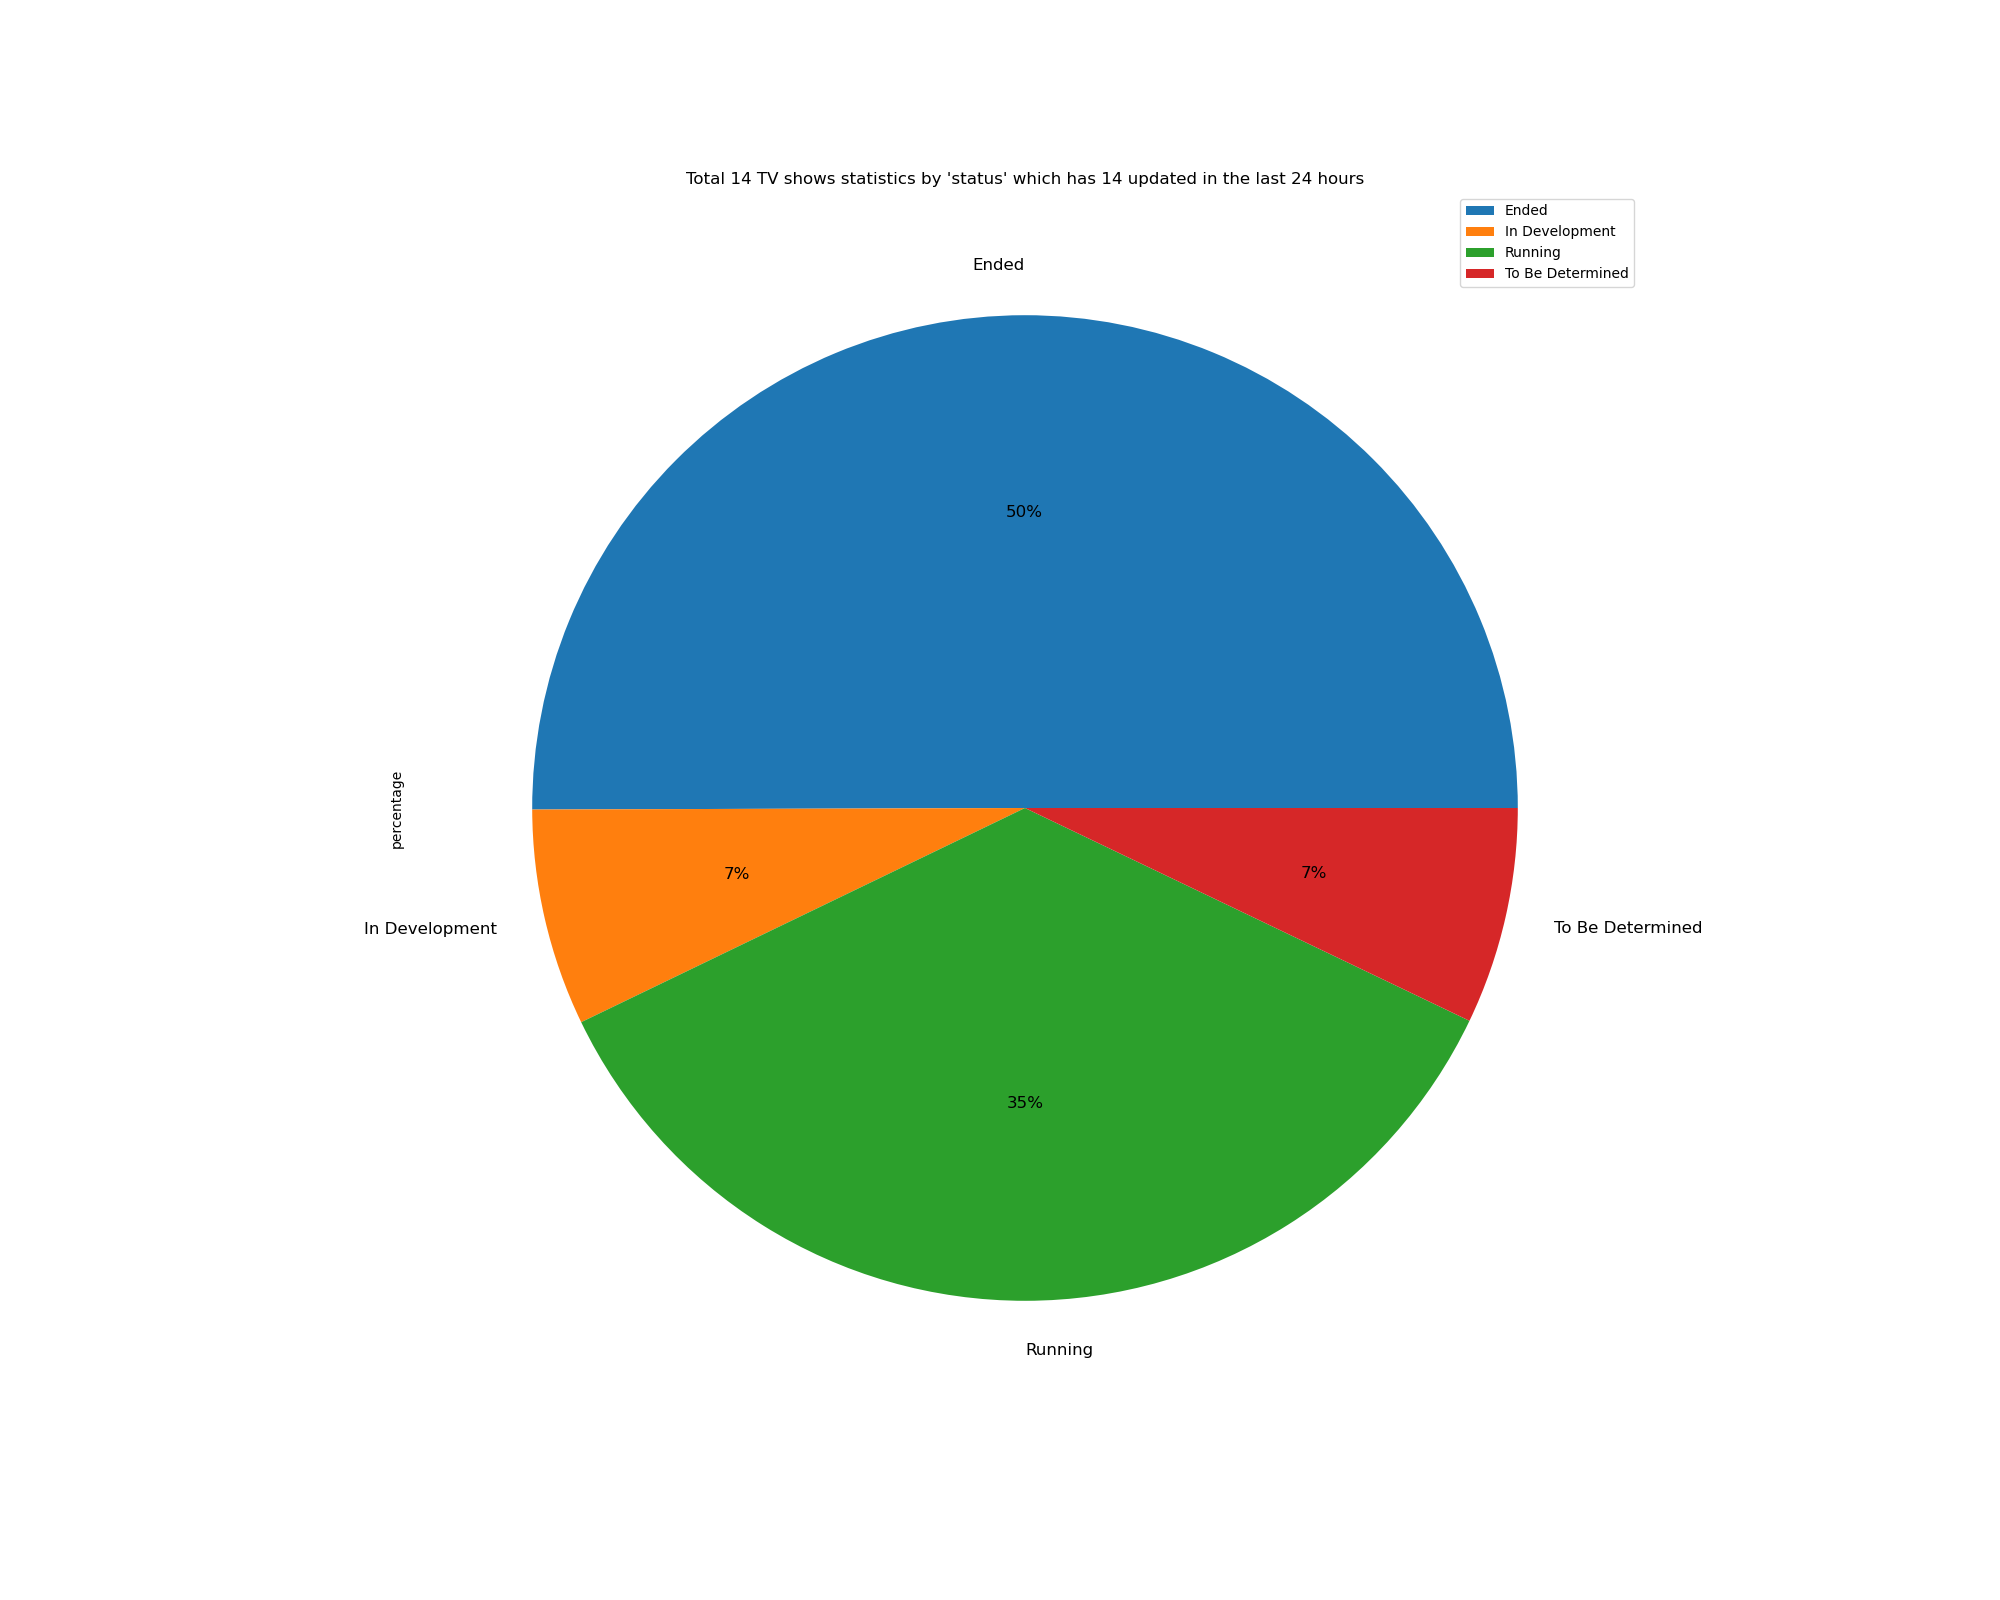 Total 14 TV shows statistics by 'status' which has 14 updated in the last 24 hours
Ended
In Development
Running
To Be Determined
Ended
50%
percentage
7%
7%
In Development
To Be Determined
35%
Running